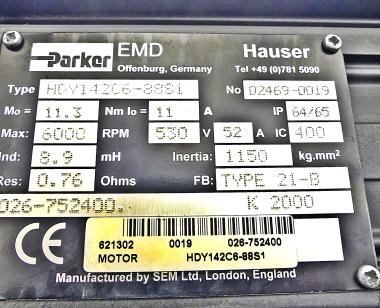 Parker EMD Hauser
Offenburg, Germany Tel +49 (0)781 5090
Type HDY142C6-88S1 No 02469-0019
Mo = 11.3 Nm Io = 11 A IP 64/65
Max: 6000 RPM 530 V 52 A IC 400
Ind: 8.9 mH Inertia: 1150 kg.mm²
Res: 0.76 Ohms FB: TYPE 21-B
026-752400. K 2000
621302 0019 026-752400
MOTOR HDY142C6-88S1
Manufactured by SEM Ltd, London, England